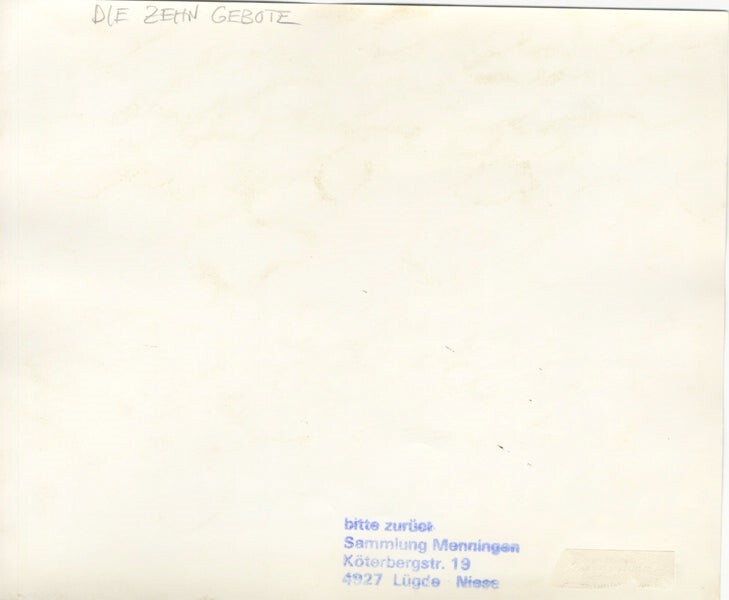 DIE ZEHN GEBOTE
bitte zurück
Sammlung Menningen
Köterbergstr. 19
4927 Lügde Niese